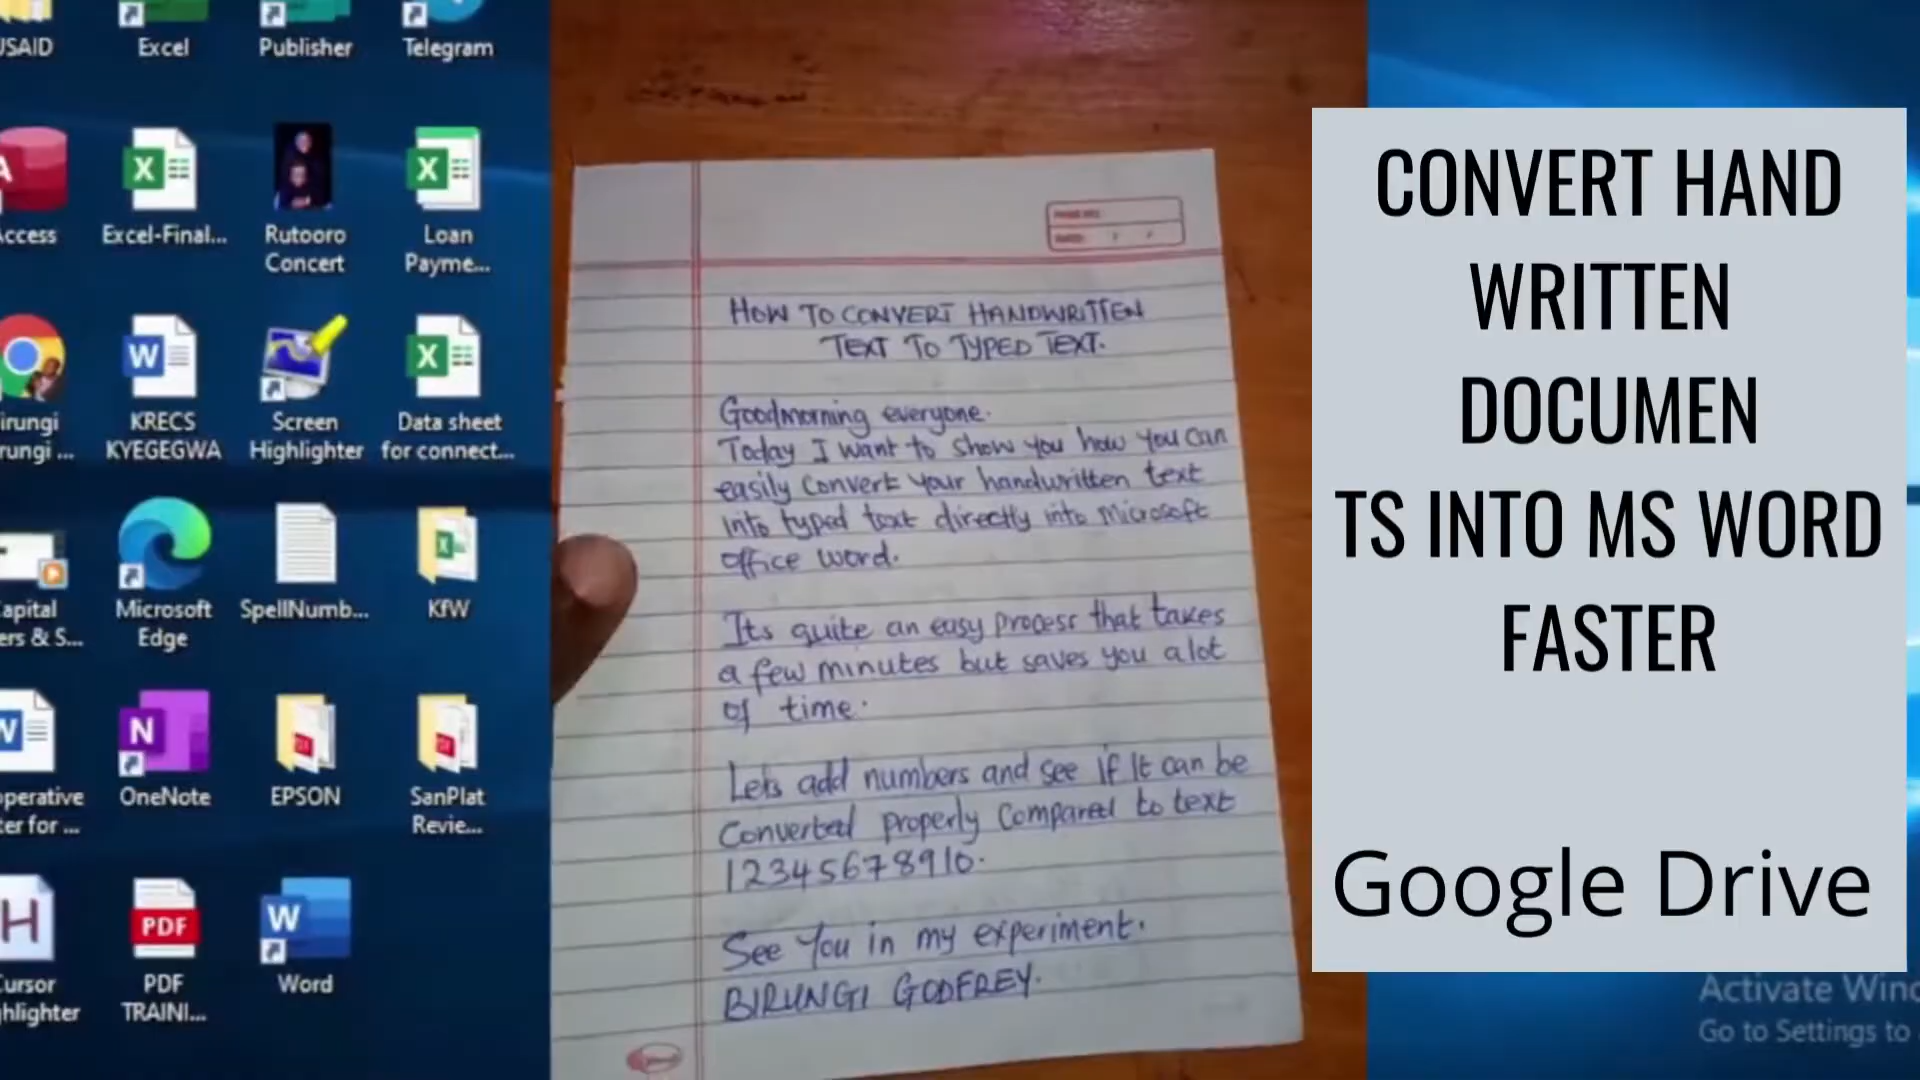 USAID
Excel
Publisher
Telegram
Access
Excel-Final...
Rutooro
Concert
Loan
Payme...
KRECS
KYEGEGWA
Screen
Highlighter
Data sheet
for connect...
Microsoft
Edge
SpellNumb...
KfW
OneNote
EPSON
SanPlat
Revie...
PDF
PDF
TRAINI...
Word
HOW TO CONVERT HANDWRITTEN
TEXT TO TYPED TEXT.
Goodmorning everyone.
Today I want to show you how you can
easily convert your handwritten text
into typed text directly into Microsoft
office word.
Its quite an easy process that takes
a few minutes but saves you alot
of time.
Lets add numbers and see if it can be
Converted properly compared to text
12345678910.
See You in my experiment.
BIRUNGI GODFREY.
CONVERT HAND
WRITTEN
DOCUMEN
TS INTO MS WORD
FASTER
Google Drive
Activate Win
Go to Settings to